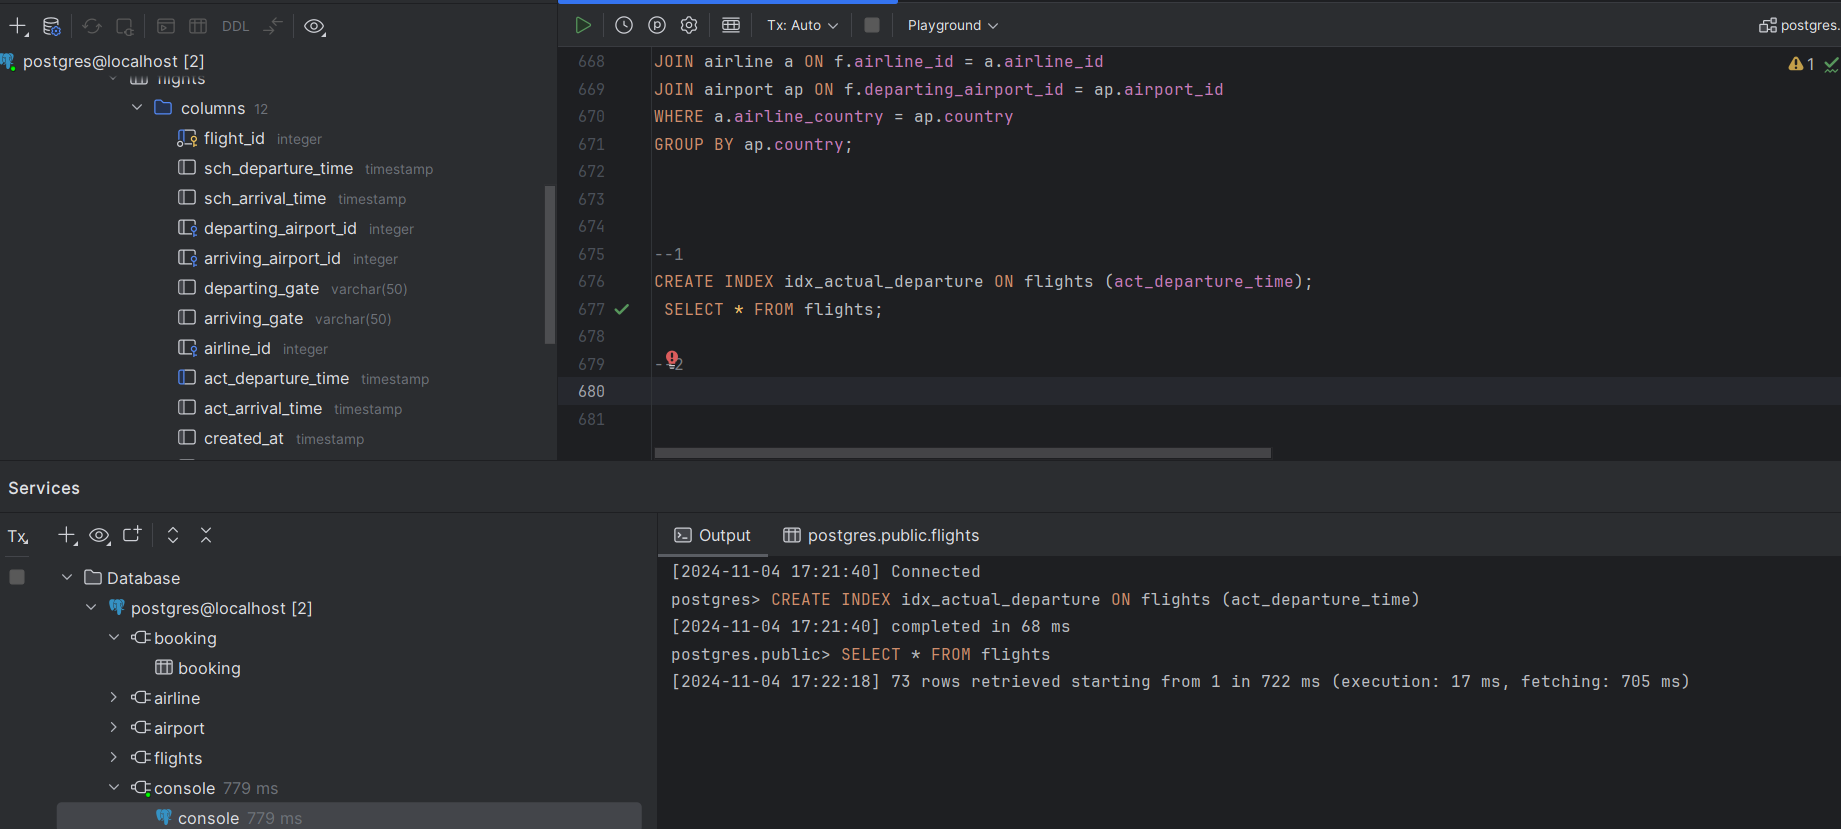 DDL
Tx: Auto
Playground
postgres.
postgres@localhost [2]
flights
columns 12
flight_id integer
sch_departure_time timestamp
sch_arrival_time timestamp
departing_airport_id integer
arriving_airport_id integer
departing_gate varchar(50)
arriving_gate varchar(50)
airline_id integer
act_departure_time timestamp
act_arrival_time timestamp
created_at timestamp
668 JOIN airline a ON f.airline_id = a.airline_id
1
669 JOIN airport ap ON f.departing_airport_id = ap.airport_id
670 WHERE a.airline_country = ap.country
671 GROUP BY ap.country;
672
673
674
675 --1
676 CREATE INDEX idx_actual_departure ON flights (act_departure_time);
677 SELECT * FROM flights;
678
679 --2
680
681
Services
Tx
Database
postgres@localhost [2]
booking
booking
airline
airport
flights
console 779 ms
console 779 ms
Output
postgres.public.flights
[2024-11-04 17:21:40] Connected
postgres> CREATE INDEX idx_actual_departure ON flights (act_departure_time)
[2024-11-04 17:21:40] completed in 68 ms
postgres.public> SELECT * FROM flights
[2024-11-04 17:22:18] 73 rows retrieved starting from 1 in 722 ms (execution: 17 ms, fetching: 705 ms)